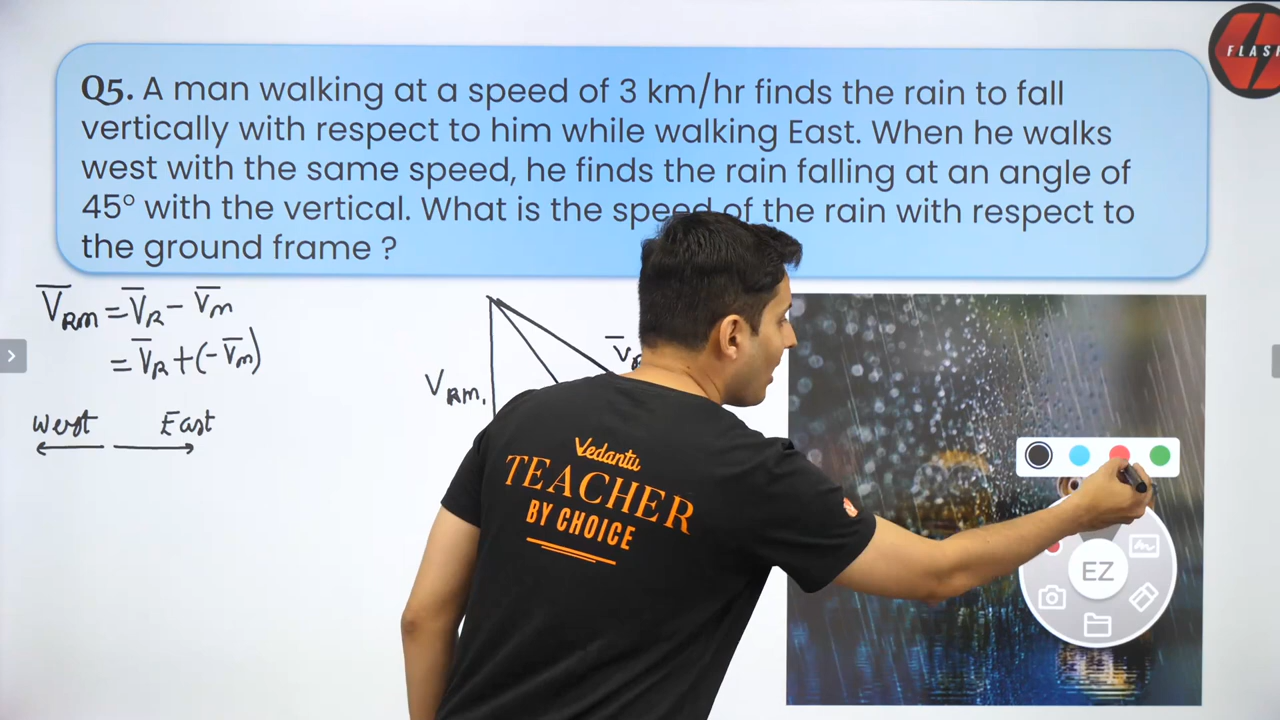 Q5. A man walking at a speed of 3 km/hr finds the rain to fall
vertically with respect to him while walking East. When he walks
west with the same speed, he finds the rain falling at an angle of
45° with the vertical. What is the speed of the rain with respect to
the ground frame ?
V̅RM = V̅R - V̅m
= V̅R + (-V̅m)
West East
VRM
Vedantu
TEACHER
BY CHOICE
EZ